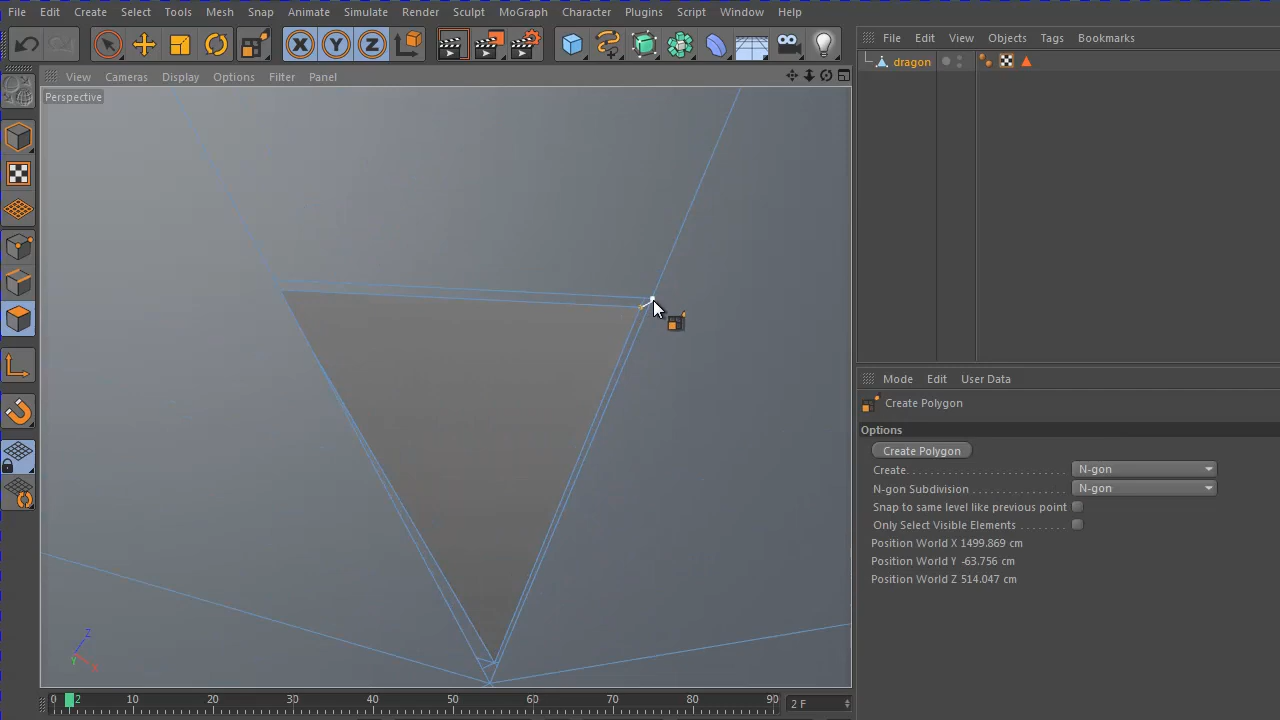 File Edit Create Select Tools Mesh Snap Animate Simulate Render Sculpt MoGraph Character Plugins Script Window Help
X Y Z
View Cameras Display Options Filter Panel
Perspective
File Edit View Objects Tags Bookmarks
dragon
Mode Edit User Data
Create Polygon
Options
Create Polygon
Create N-gon
N-gon Subdivision N-gon
Snap to same level like previous point
Only Select Visible Elements
Position World X 1499.869 cm
Position World Y -63.756 cm
Position World Z 514.047 cm
Z
Y X
0 2 10 20 30 40 50 60 70 80 90 2 F